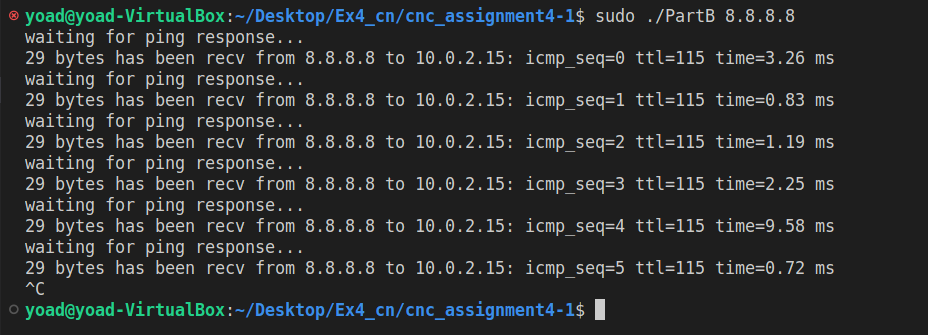 yoad@yoad-VirtualBox:~/Desktop/Ex4_cn/cnc_assignment4-1$ sudo ./PartB 8.8.8.8
waiting for ping response...
29 bytes has been recv from 8.8.8.8 to 10.0.2.15: icmp_seq=0 ttl=115 time=3.26 ms
waiting for ping response...
29 bytes has been recv from 8.8.8.8 to 10.0.2.15: icmp_seq=1 ttl=115 time=0.83 ms
waiting for ping response...
29 bytes has been recv from 8.8.8.8 to 10.0.2.15: icmp_seq=2 ttl=115 time=1.19 ms
waiting for ping response...
29 bytes has been recv from 8.8.8.8 to 10.0.2.15: icmp_seq=3 ttl=115 time=2.25 ms
waiting for ping response...
29 bytes has been recv from 8.8.8.8 to 10.0.2.15: icmp_seq=4 ttl=115 time=9.58 ms
waiting for ping response...
29 bytes has been recv from 8.8.8.8 to 10.0.2.15: icmp_seq=5 ttl=115 time=0.72 ms
^C
yoad@yoad-VirtualBox:~/Desktop/Ex4_cn/cnc_assignment4-1$